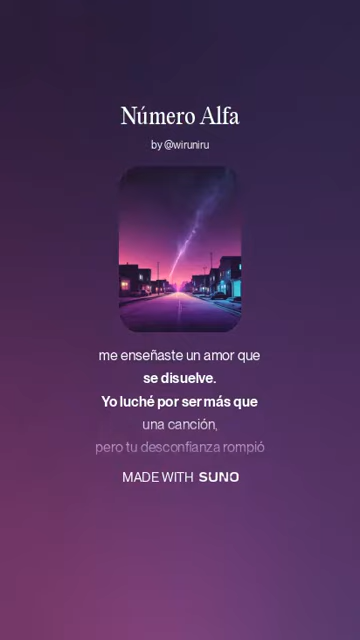 Número Alfa
by @wiruniru
me enseñaste un amor que
se disuelve.
Yo luché por ser más que
una canción,
pero tu desconfianza rompió
MADE WITH SUNO